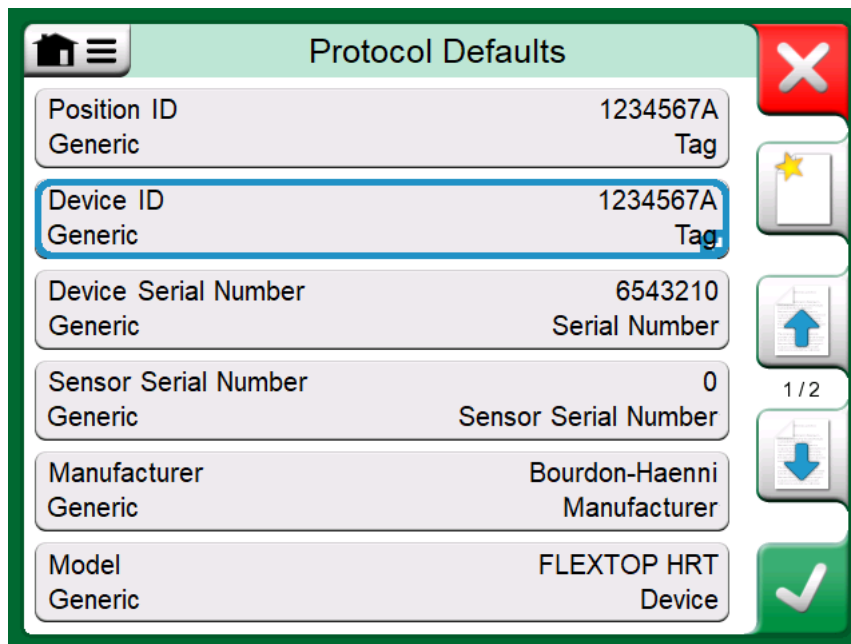 Protocol Defaults
Position ID 1234567A
Generic Tag
Device ID 1234567A
Generic Tag
Device Serial Number 6543210
Generic Serial Number
Sensor Serial Number 0
Generic Sensor Serial Number
1/2
Manufacturer Bourdon-Haenni
Generic Manufacturer
Model FLEXTOP HRT
Generic Device